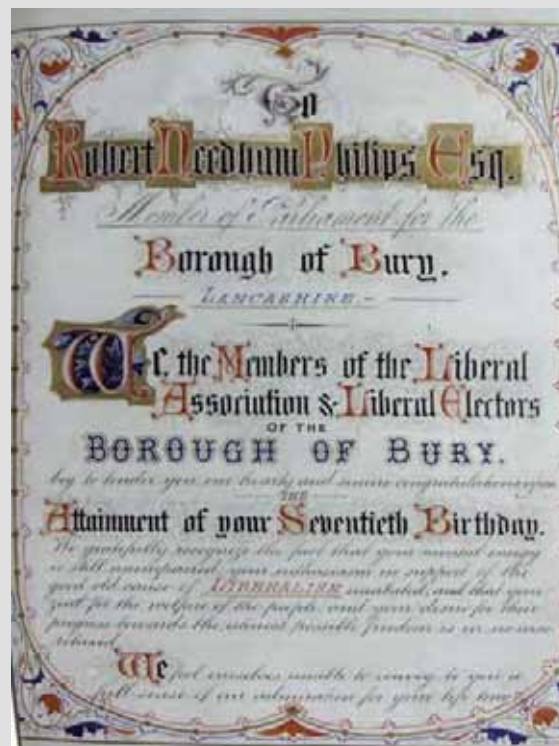 To
Robert Needham Philips Esq.
Member of Parliament for the
Borough of Bury.
LANCASHIRE.-
We, the Members of the Liberal
Association & Liberal Electors
OF THE
BOROUGH OF BURY.
beg to tender you our hearty and sincere congratulations upon
THE
Attainment of your Seventieth Birthday.
We gratefully recognize the fact that your mental energy
is still unimpaired, your enthusiasm in support of the
good old cause of LIBERALISM unabated, and that your
zeal for the welfare of the people and your desire for their
progress towards the utmost possible freedom is in no wise
We feel ourselves unable to convey to you a
full sense of our admiration for your life long